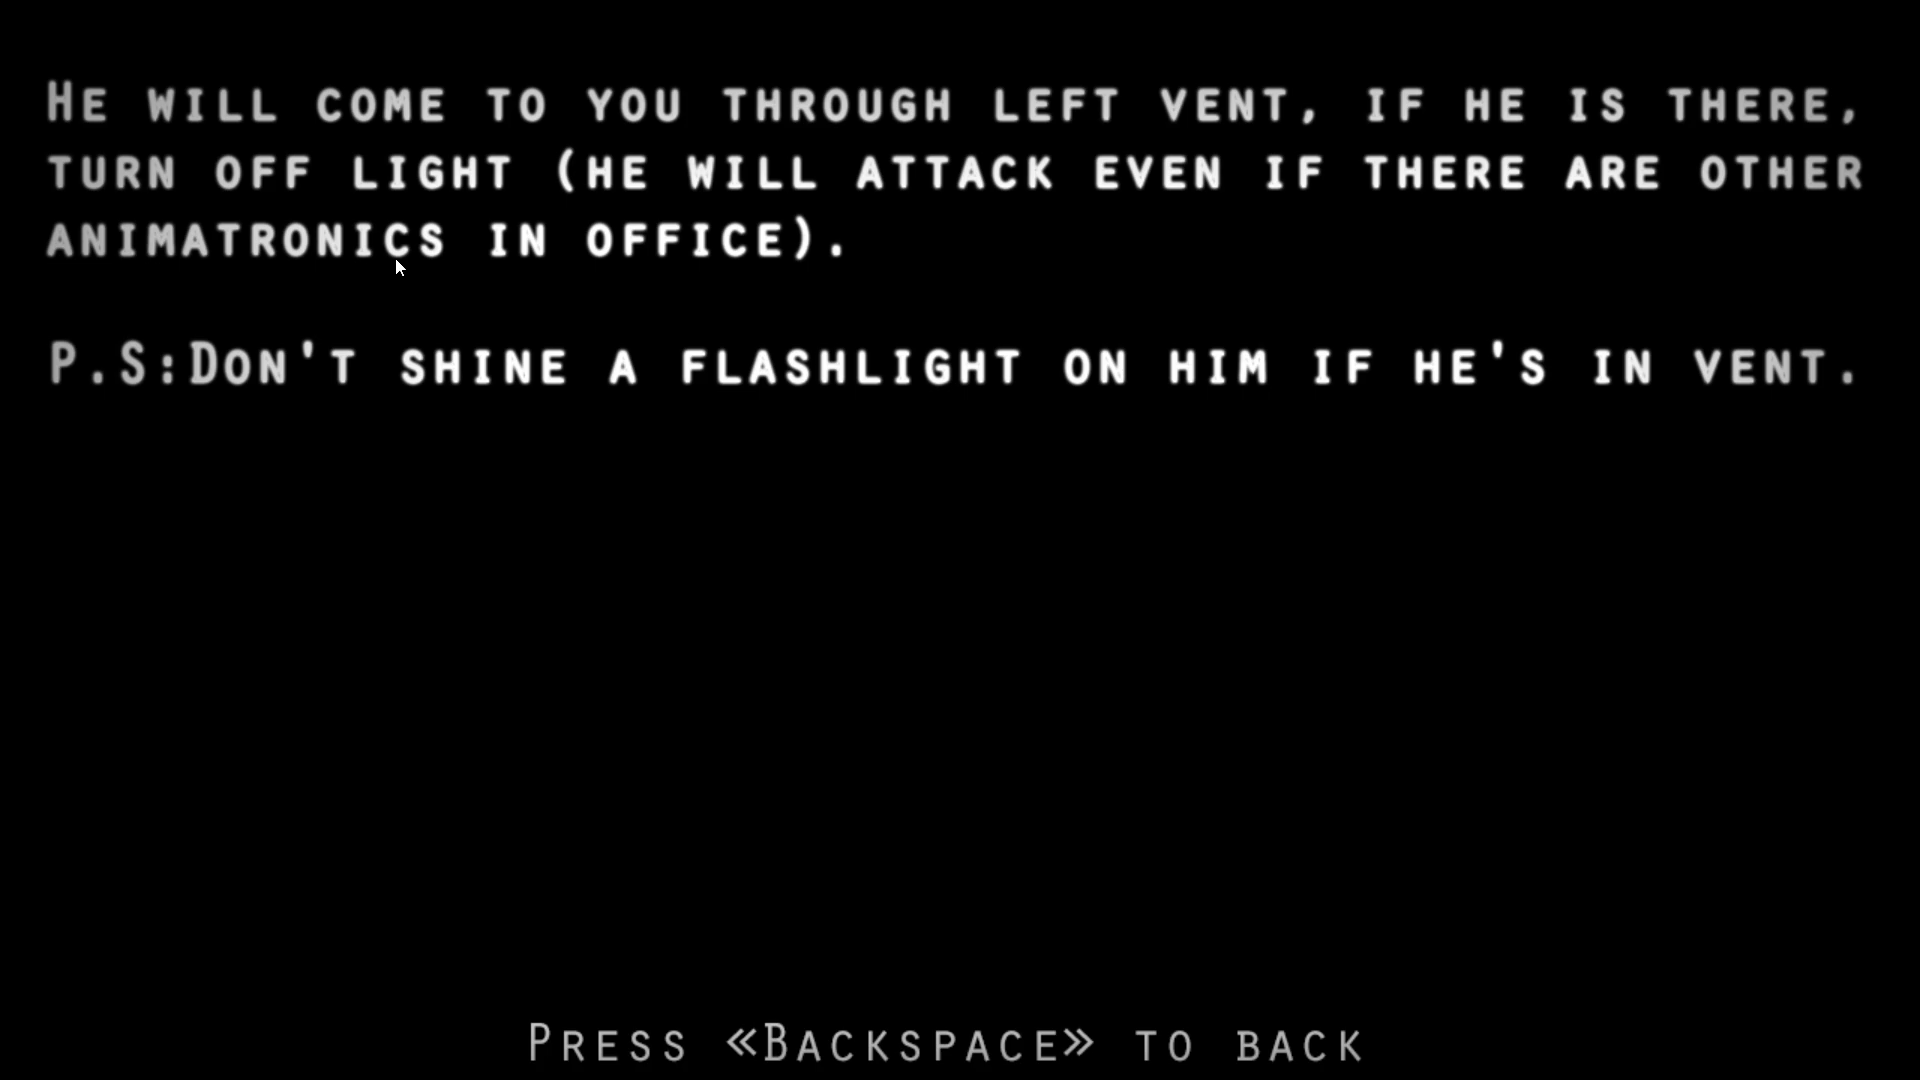 He will come to you through left vent, if he is there,
turn off light (he will attack even if there are other
animatronics in office).
P.S:Don't shine a flashlight on him if he's in vent.
Press «Backspace» to back